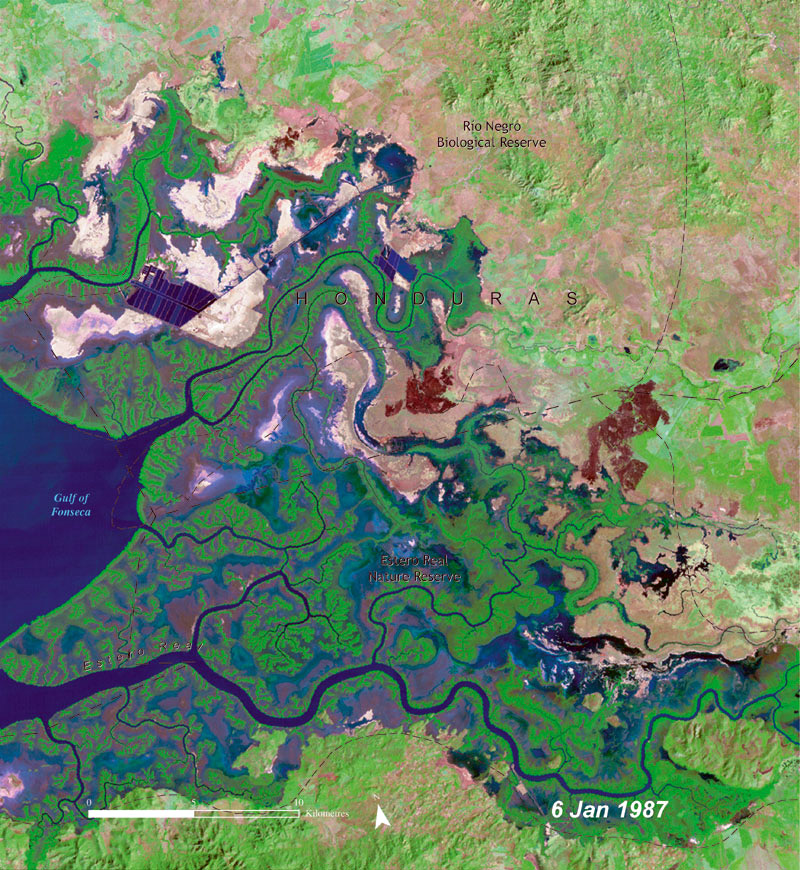 Rio Negro
Biological Reserve
HONDURAS
Gulf of
Fonseca
Estero Real
Nature Reserve
Estero Real
0 5 10
Kilometres
N
6 Jan 1987